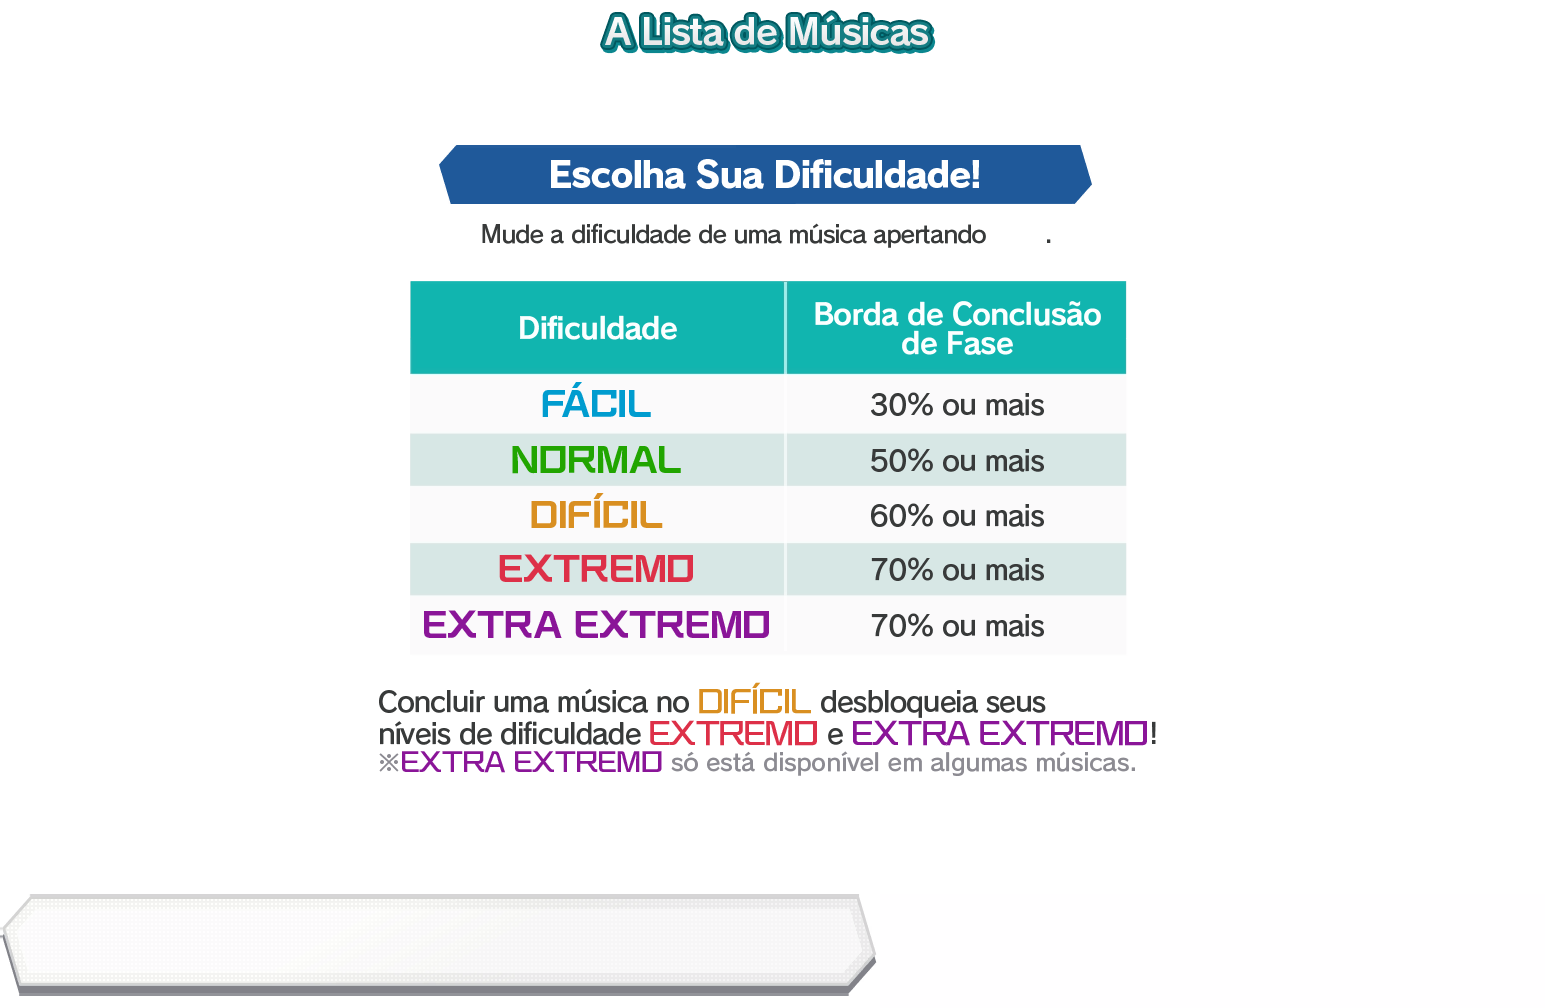 A Lista de Músicas
Escolha Sua Dificuldade!
Mude a dificuldade de uma música apertando .
Dificuldade
Borda de Conclusão
de Fase
FÁCIL
30% ou mais
NORMAL
50% ou mais
DIFÍCIL
60% ou mais
EXTREMO
70% ou mais
EXTRA EXTREMO
70% ou mais
Concluir uma música no DIFÍCIL desbloqueia seus
níveis de dificuldade EXTREMO e EXTRA EXTREMO!
※EXTRA EXTREMO só está disponível em algumas músicas.